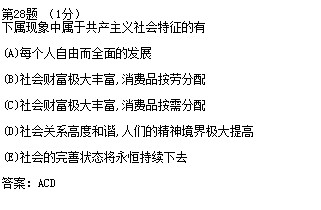 第28题 (1分)
下属现象中属于共产主义社会特征的有
(A)每个人自由而全面的发展
(B)社会财富极大丰富,消费品按劳分配
(C)社会财富极大丰富,消费品按需分配
(D)社会关系高度和谐,人们的精神境界极大提高
(E)社会的完善状态将永恒持续下去
答案: ACD